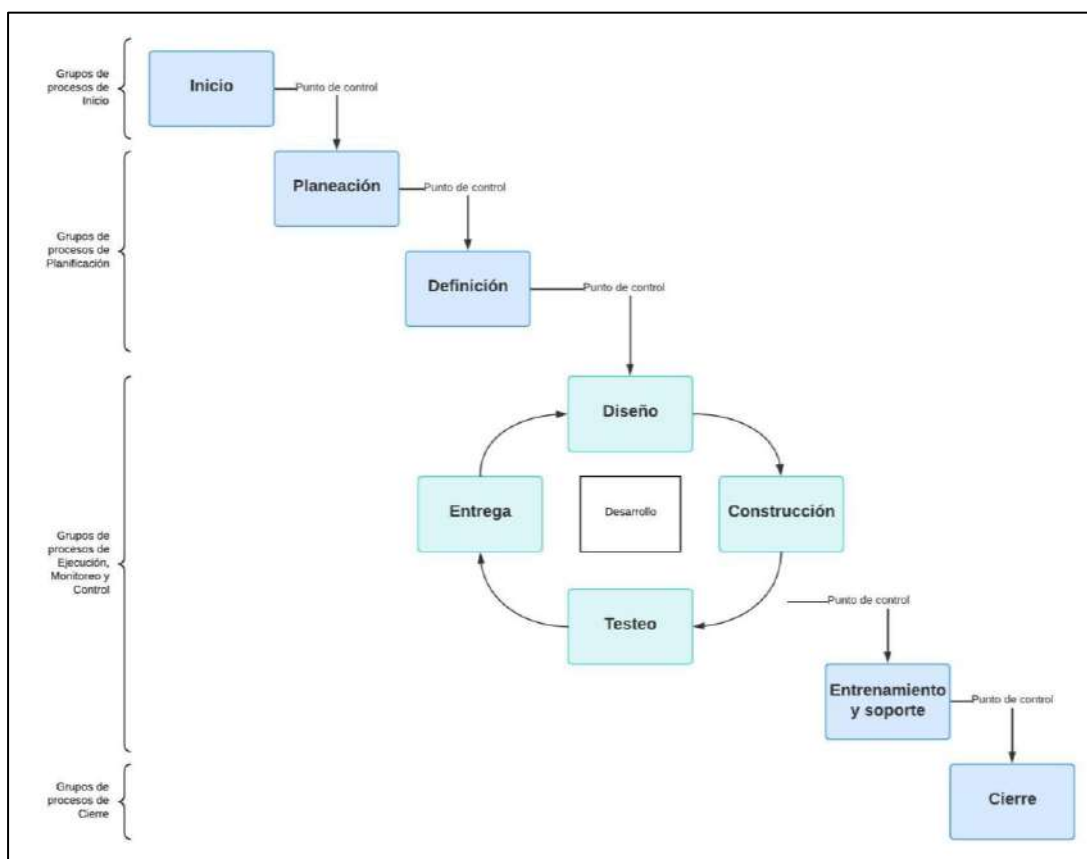 Grupos de
procesos de
Inicio
Inicio
Punto de control
Planeación
Punto de control
Grupos de
procesos de
Planificación
Definición
Punto de control
Diseño
Entrega
Desarrollo
Construcción
Grupos de
procesos de
Ejecución,
Monitoreo y
Control
Testeo
Punto de control
Entrenamiento
y soporte
Punto de control
Grupos de
procesos de
Cierre
Cierre